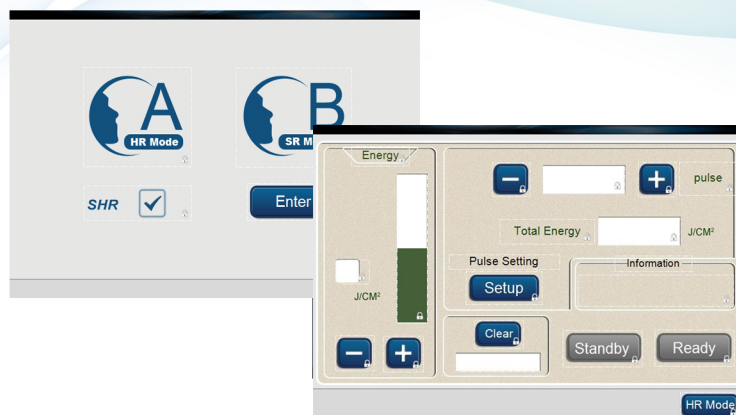 A
HR Mode
B
SR M
SHR
Enter
Energy
J/CM²
pulse
Total Energy
J/CM²
Pulse Setting
Setup
Information
Clear
Standby
Ready
HR Mode